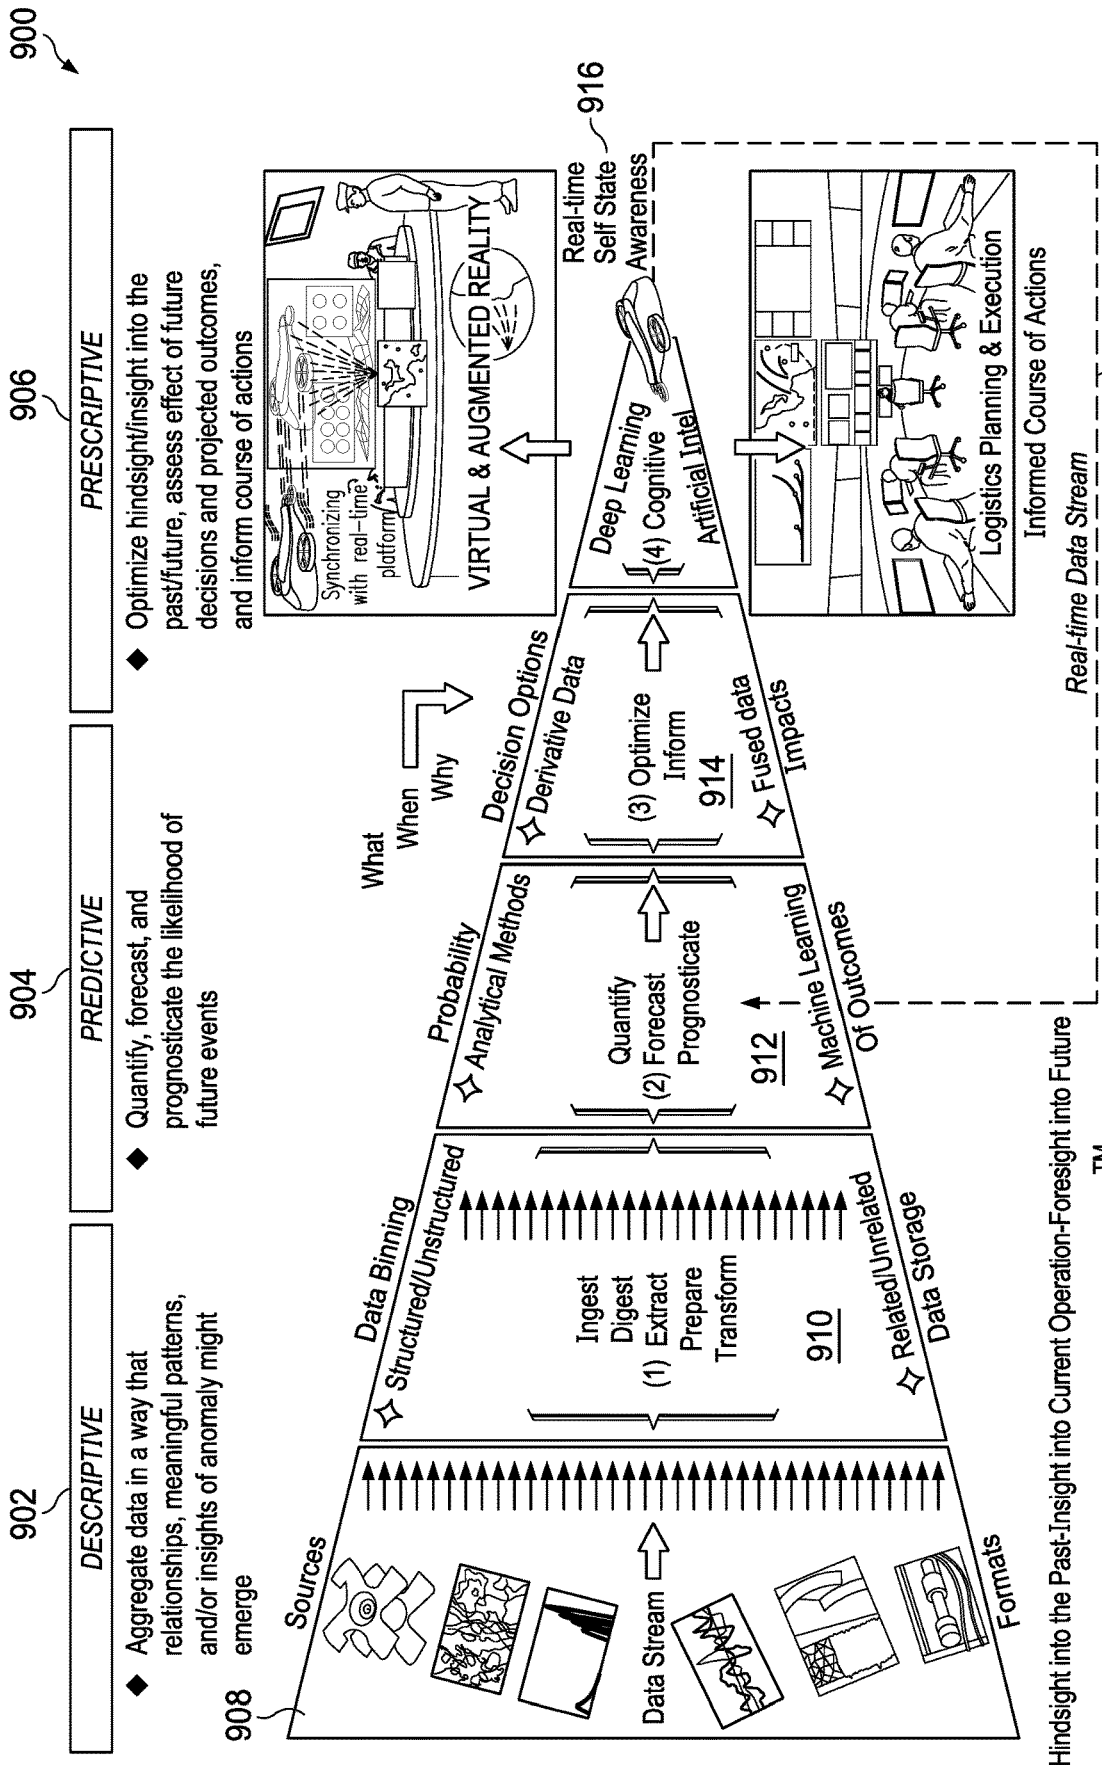 900
902
DESCRIPTIVE
◆ Aggregate data in a way that
relationships, meaningful patterns,
and/or insights of anomaly might
emerge
904
PREDICTIVE
◆ Quantify, forecast, and
prognosticate the likelihood of
future events
906
PRESCRIPTIVE
◆ Optimize hindsight/insight into the
past/future, assess effect of future
decisions and projected outcomes,
and inform course of actions
908
Sources
Data Stream
Formats
Data Binning
Structured/Unstructured
Ingest
Digest
(1) Extract
Prepare
Transform
910
Related/Unrelated
Data Storage
Probability
Analytical Methods
Quantify
(2) Forecast
Prognosticate
912
Machine Learning
Of Outcomes
What
When
Why
Decision Options
Derivative Data
(3) Optimize
Inform
914
Fused data
Impacts
Synchronizing
with real-time
platform
VIRTUAL & AUGMENTED REALITY
Deep Learning
(4) Cognitive
Artificial Intel
Real-time
Self State
Awareness
916
Logistics Planning & Execution
Informed Course of Actions
Real-time Data Stream
Hindsight into the Past-Insight into Current Operation-Foresight into Future
TM